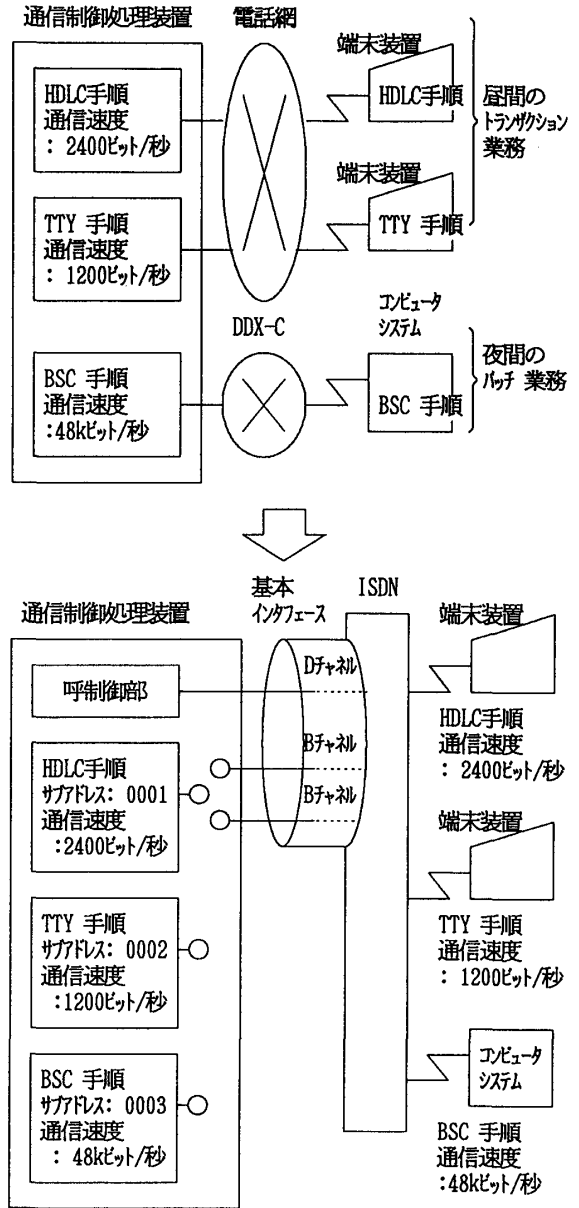 通信制御処理装置
電話網
HDLC手順
通信速度
: 2400ビット/秒
TTY 手順
通信速度
: 1200ビット/秒
BSC 手順
通信速度
:48kビット/秒
DDX-C
端末装置
HDLC手順
端末装置
TTY 手順
コンピュータ
システム
BSC 手順
昼間の
トランザクション
業務
夜間の
バッチ 業務
通信制御処理装置
基本
インタフェース
ISDN
呼制御部
HDLC手順
サブアドレス: 0001
通信速度
:2400ビット/秒
TTY 手順
サブアドレス: 0002
通信速度
:1200ビット/秒
BSC 手順
サブアドレス: 0003
通信速度
: 48kビット/秒
Dチャネル
Bチャネル
Bチャネル
端末装置
HDLC手順
通信速度
: 2400ビット/秒
端末装置
TTY 手順
通信速度
: 1200ビット/秒
コンピュータ
システム
BSC 手順
通信速度
:48kビット/秒